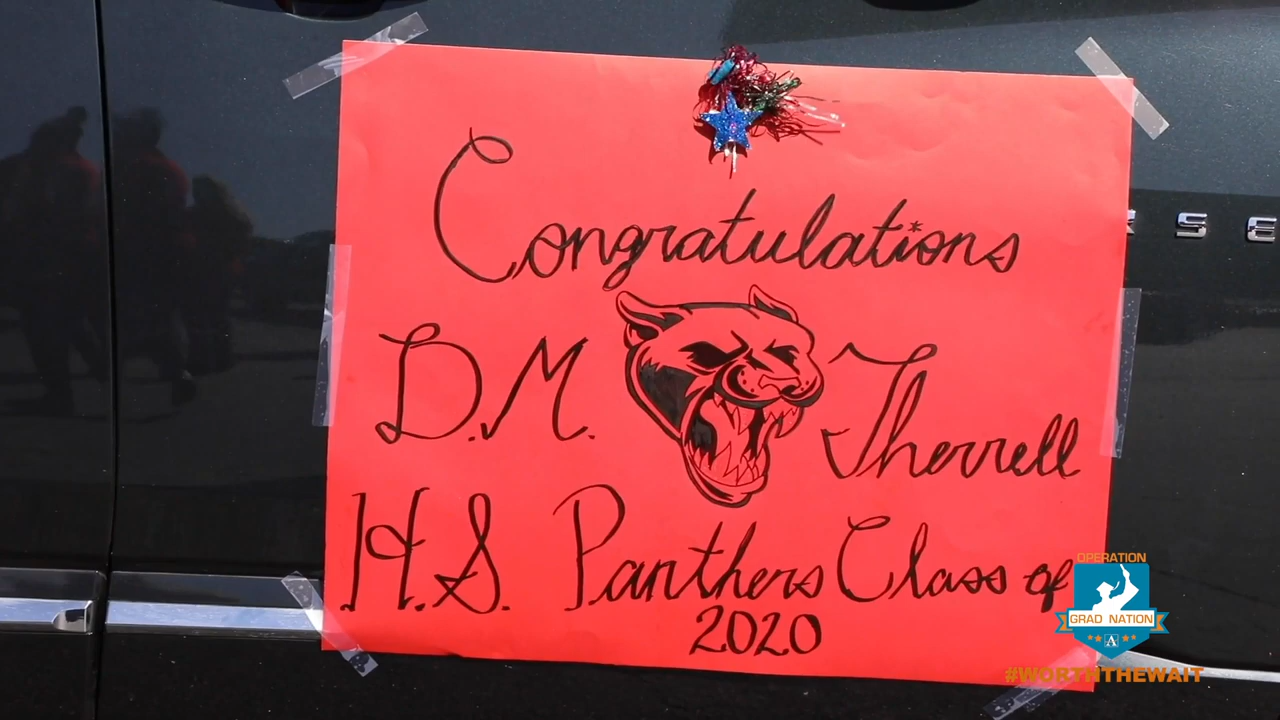 Congratulations
D.M. Therrell
H.S. Panthers Class of
2020
S E
OPERATION
GRAD NATION
A
#WORTHTHEWAIT